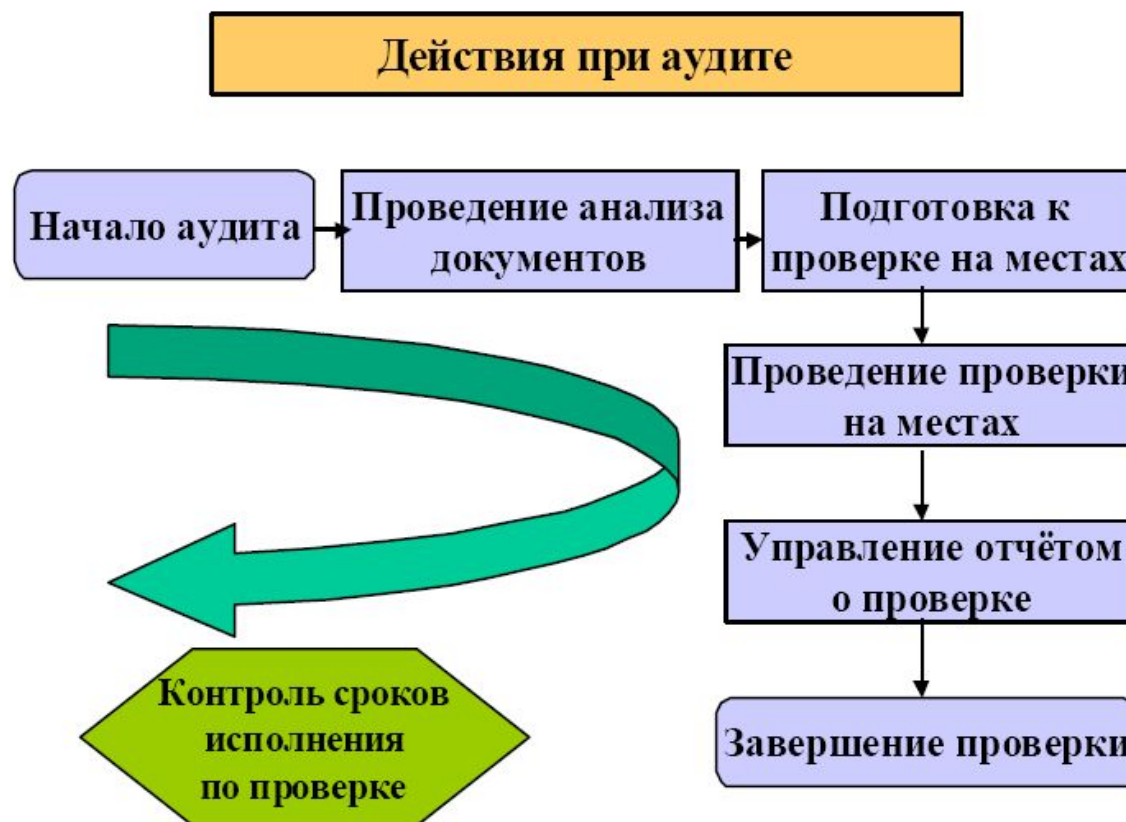 Действия при аудите
Начало аудита
Проведение анализа
документов
Подготовка к
проверке на местах
Проведение проверки
на местах
Управление отчётом
о проверке
Завершение проверки
Контроль сроков
исполнения
по проверке